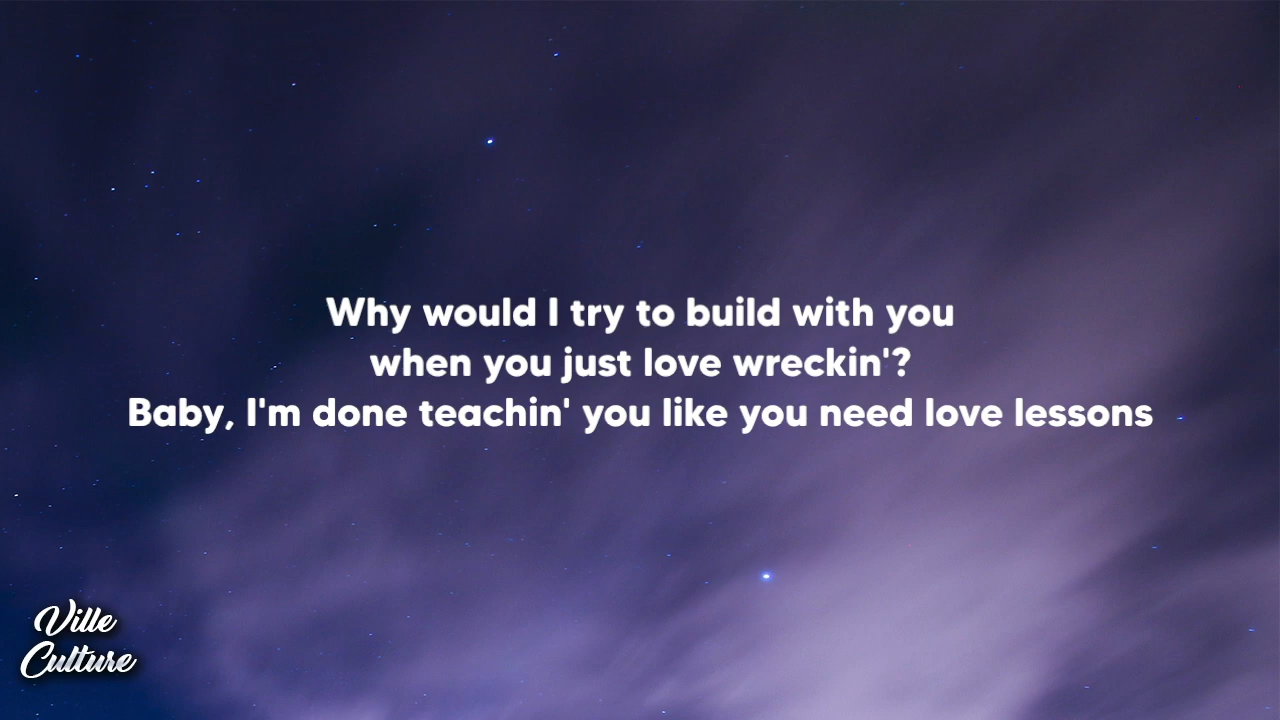 Why would I try to build with you
when you just love wreckin'?
Baby, I'm done teachin' you like you need love lessons
Ville
Culture